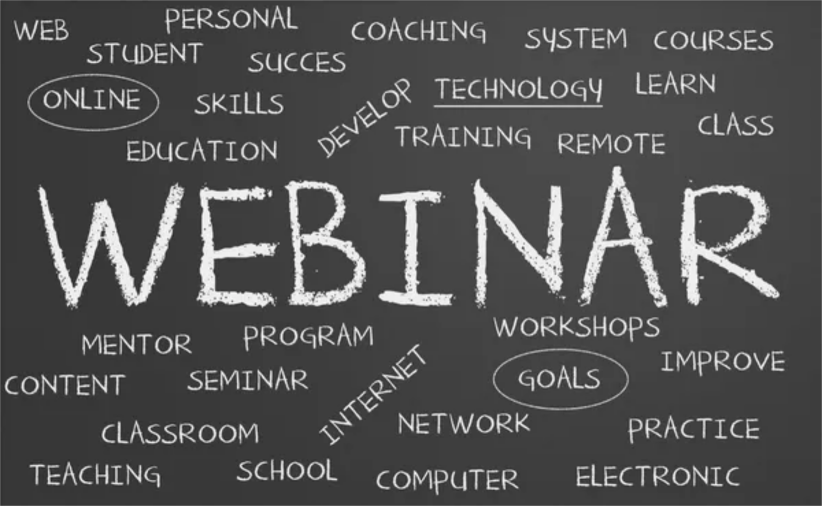 WEB PERSONAL COACHING SYSTEM COURSES
STUDENT SUCCES
ONLINE SKILLS DEVELOP TECHNOLOGY LEARN
EDUCATION TRAINING REMOTE CLASS
WEBINAR
MENTOR PROGRAM WORKSHOPS
CONTENT SEMINAR INTERNET GOALS IMPROVE
CLASSROOM NETWORK PRACTICE
TEACHING SCHOOL COMPUTER ELECTRONIC